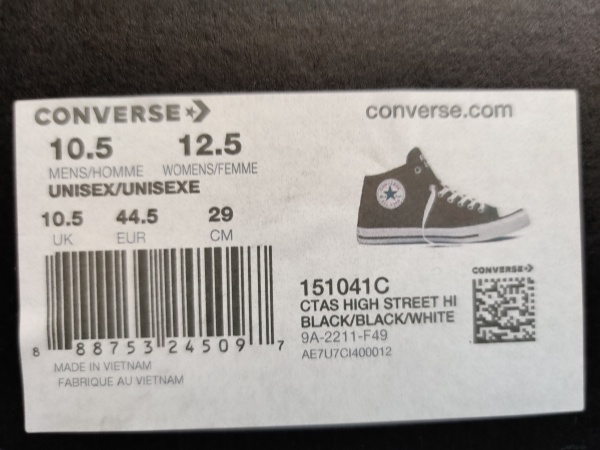 CONVERSE
converse.com
10.5 12.5
MENS/HOMME WOMENS/FEMME
UNISEX/UNISEXE
10.5 44.5 29
UK EUR CM
8 88753 24509 7
MADE IN VIETNAM
FABRIQUE AU VIETNAM
151041C
CTAS HIGH STREET HI
BLACK/BLACK/WHITE
9A-2211-F49
AE7U7CI400012
CONVERSE